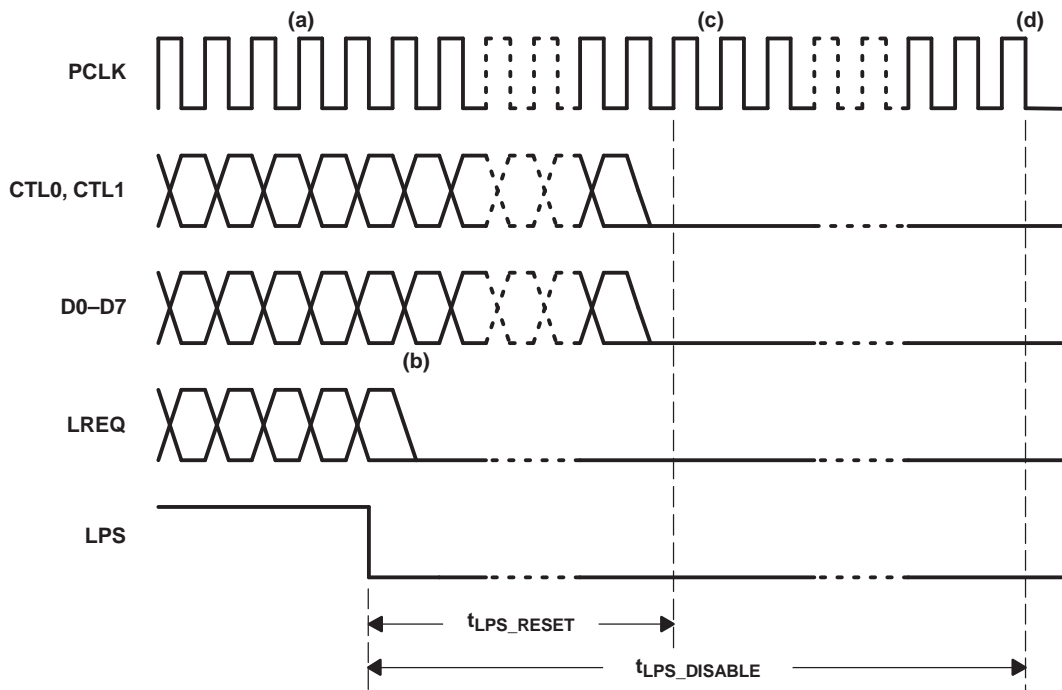 (a) (c) (d)
PCLK
CTL0, CTL1
D0–D7
(b)
LREQ
LPS
tLPS_RESET
tLPS_DISABLE